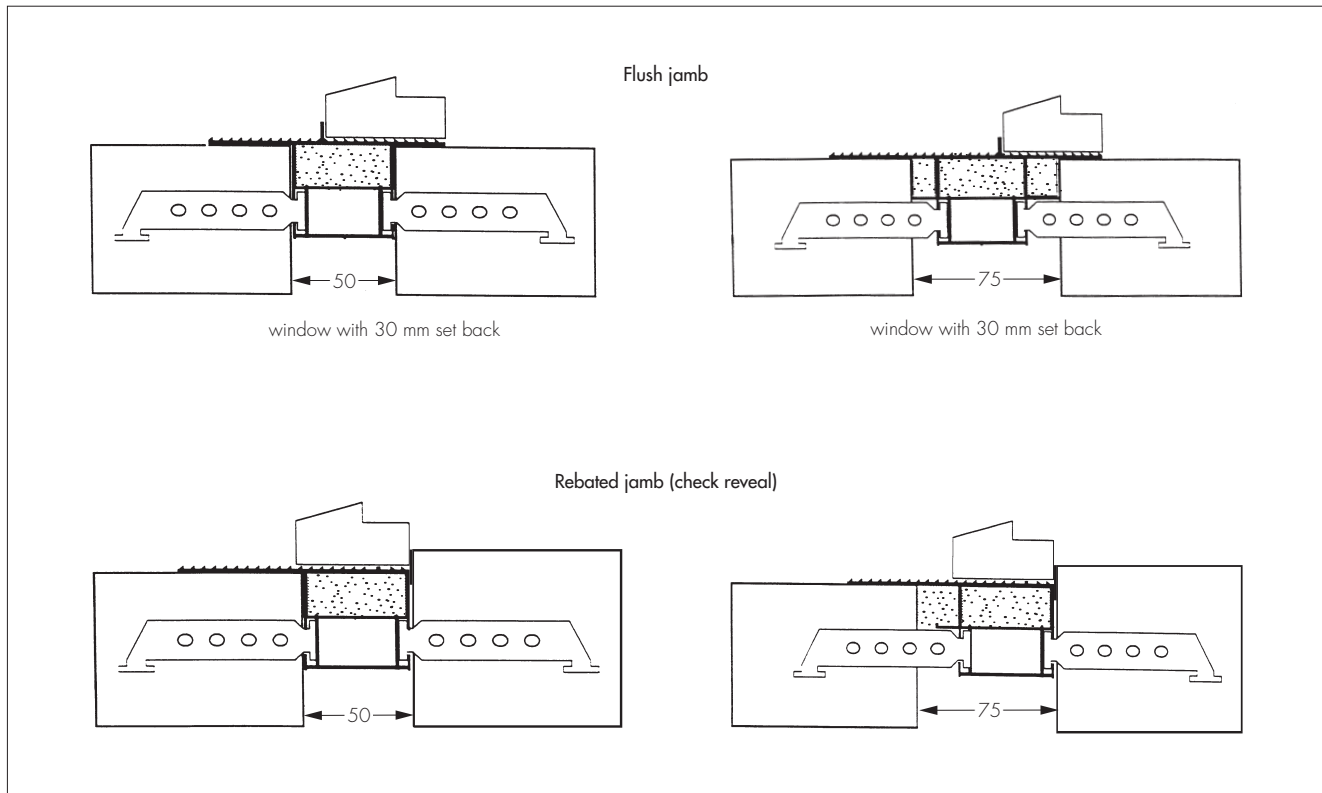 Flush jamb
50
75
window with 30 mm set back
window with 30 mm set back
Rebated jamb (check reveal)
50
75